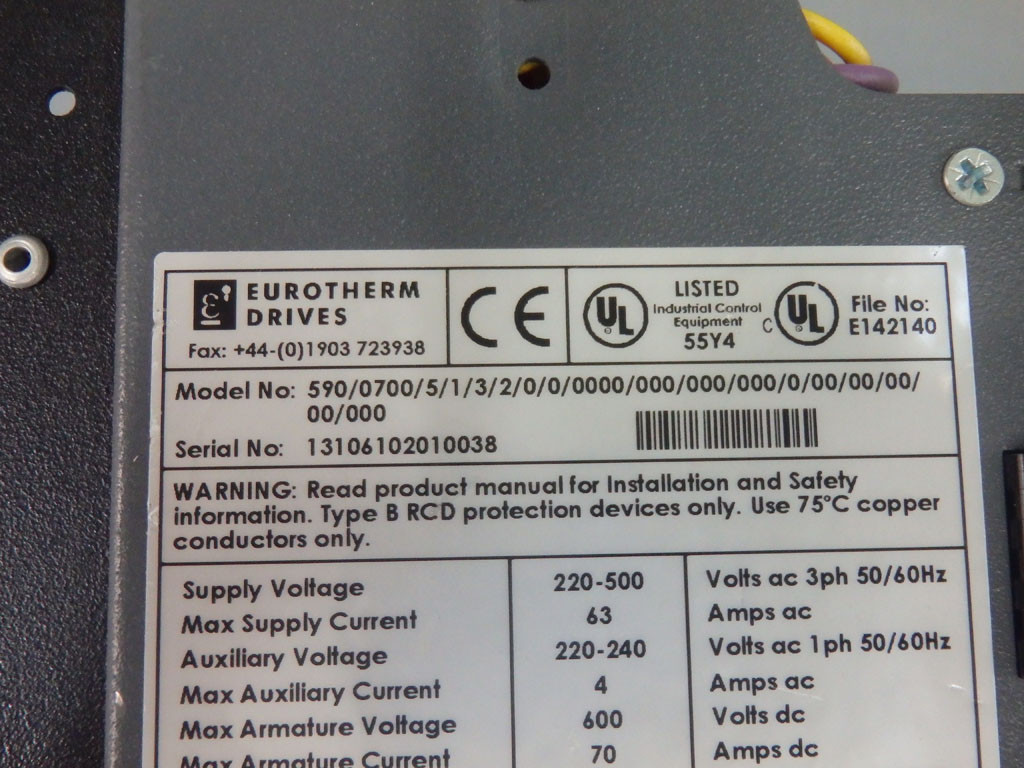 EUROTHERM
DRIVES
Fax: +44-(0)1903 723938
CE
UL
LISTED
Industrial Control
Equipment
55Y4
C UL
File No:
E142140
Model No: 590/0700/5/1/3/2/0/0/0000/000/000/000/0/00/00/00/
00/000
Serial No: 13106102010038
WARNING: Read product manual for Installation and Safety
information. Type B RCD protection devices only. Use 75°C copper
conductors only.
Supply Voltage 220-500 Volts ac 3ph 50/60Hz
Max Supply Current 63 Amps ac
Auxiliary Voltage 220-240 Volts ac 1ph 50/60Hz
Max Auxiliary Current 4 Amps ac
Max Armature Voltage 600 Volts dc
Max Armature Current 70 Amps dc